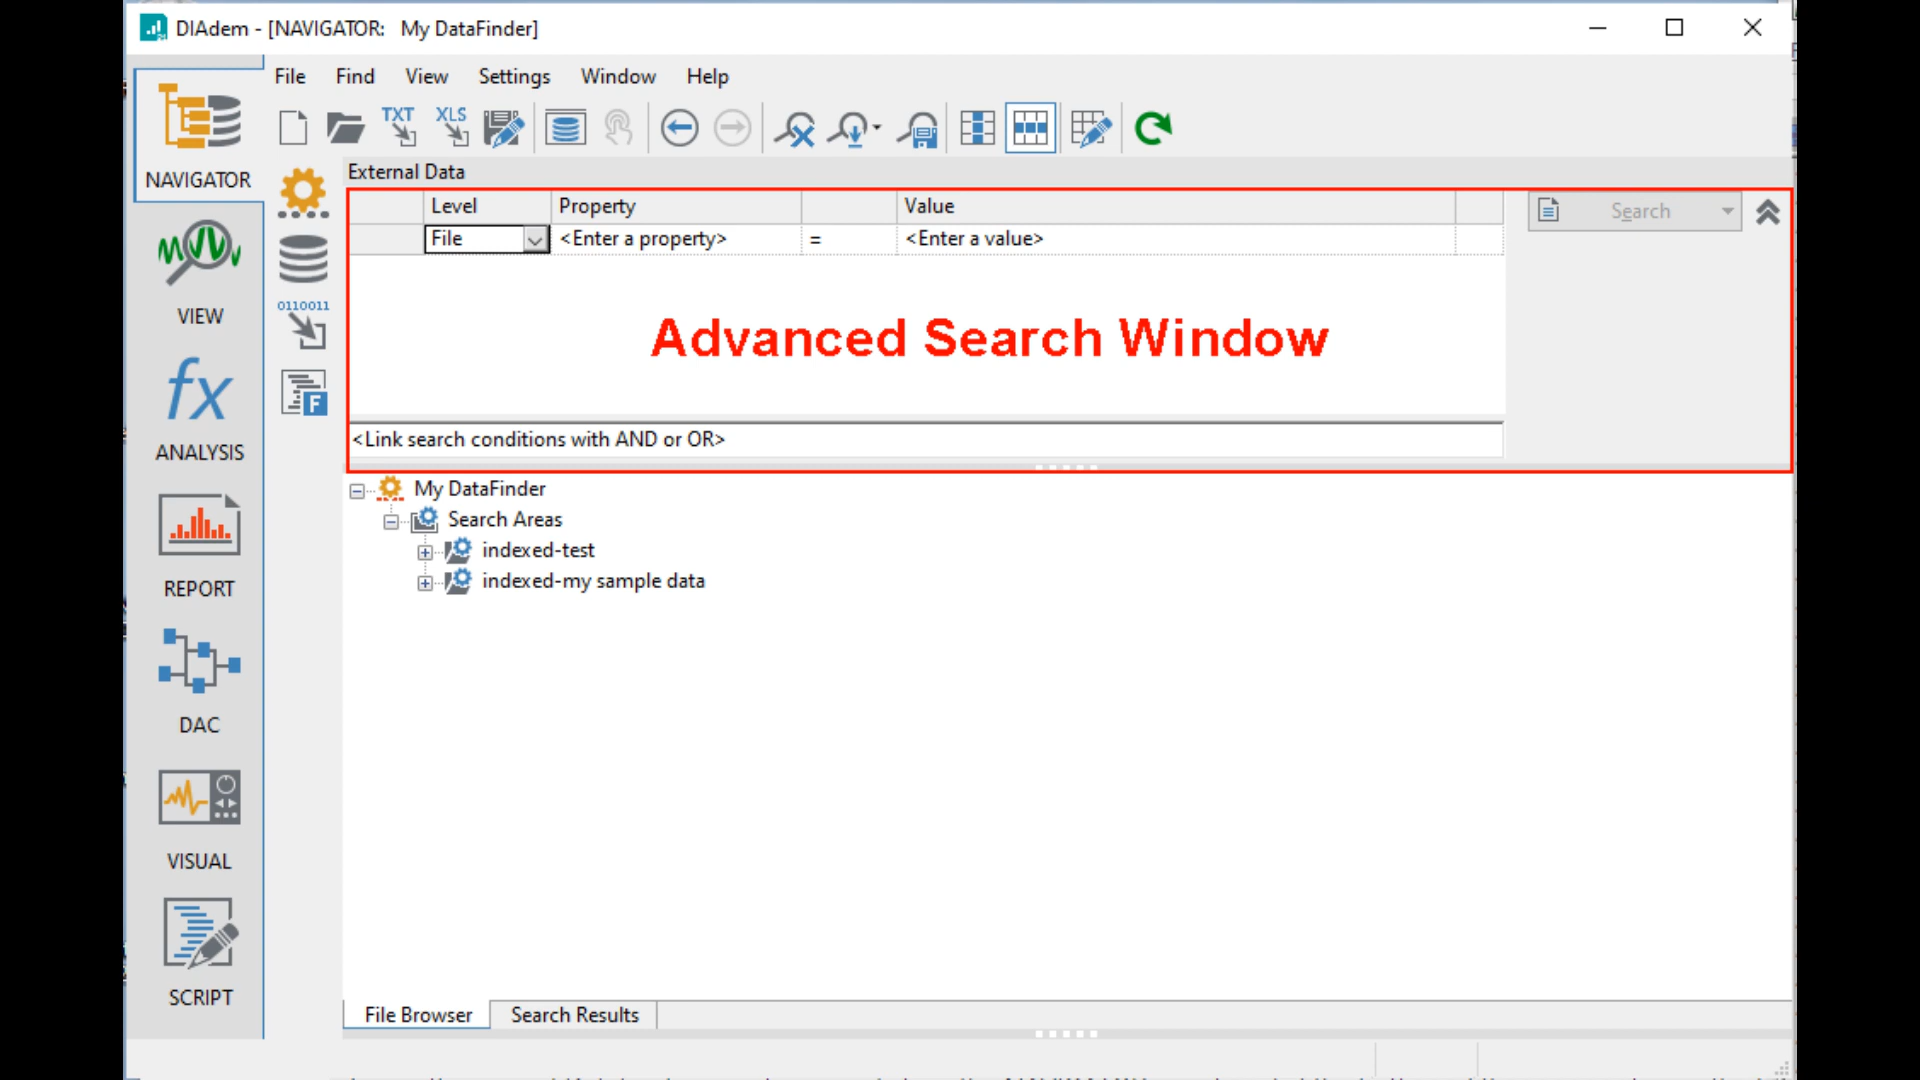 DIAdem - [NAVIGATOR: My DataFinder]
File Find View Settings Window Help
TXT XLS
NAVIGATOR
External Data
Level Property Value
Search
File <Enter a property> = <Enter a value>
0110011
VIEW
Advanced Search Window
F
fx
ANALYSIS
<Link search conditions with AND or OR>
My DataFinder
Search Areas
indexed-test
indexed-my sample data
REPORT
DAC
VISUAL
SCRIPT
File Browser Search Results